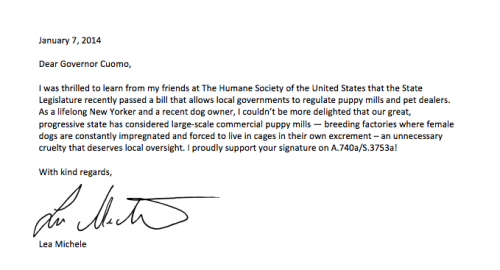 January 7, 2014
Dear Governor Cuomo,
I was thrilled to learn from my friends at The Humane Society of the United States that the State
Legislature recently passed a bill that allows local governments to regulate puppy mills and pet dealers.
As a lifelong New Yorker and a recent dog owner, I couldn't be more delighted that our great,
progressive state has considered large-scale commercial puppy mills — breeding factories where female
dogs are constantly impregnated and forced to live in cages in their own excrement – an unnecessary
cruelty that deserves local oversight. I proudly support your signature on A.740a/S.3753a!
With kind regards,
Lea Michele